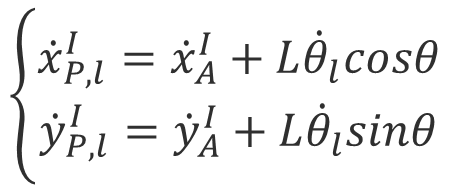 ẋ^I_{P,l} = ẋ^I_A + Lθ̇_l cosθ
ẏ^I_{P,l} = ẏ^I_A + Lθ̇_l sinθ